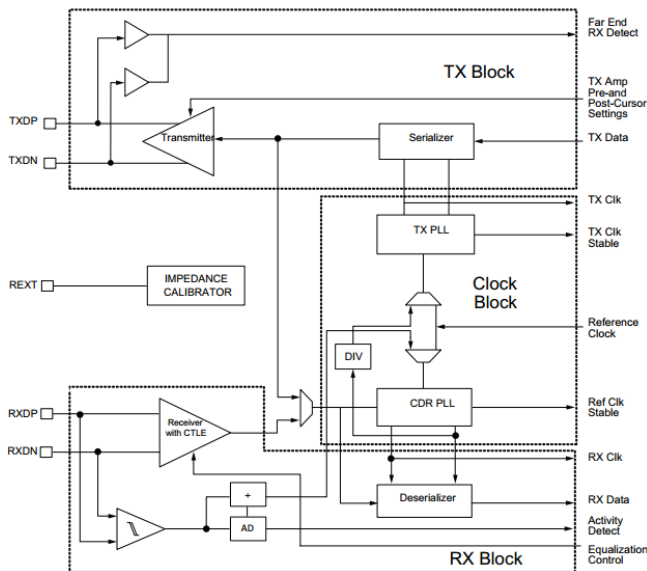 Far End
RX Detect
TX Block
TX Amp
Pre-and
Post-Cursor
Settings
TXDP
Transmitter
Serializer
TX Data
TXDN
TX Clk
TX PLL
TX Clk
Stable
REXT
IMPEDANCE
CALIBRATOR
Clock
Block
Reference
Clock
DIV
RXDP
Receiver
with CTLE
CDR PLL
Ref Clk
Stable
RXDN
RX Clk
÷
Deserializer
RX Data
AD
Activity
Detect
RX Block
Equalization
Control